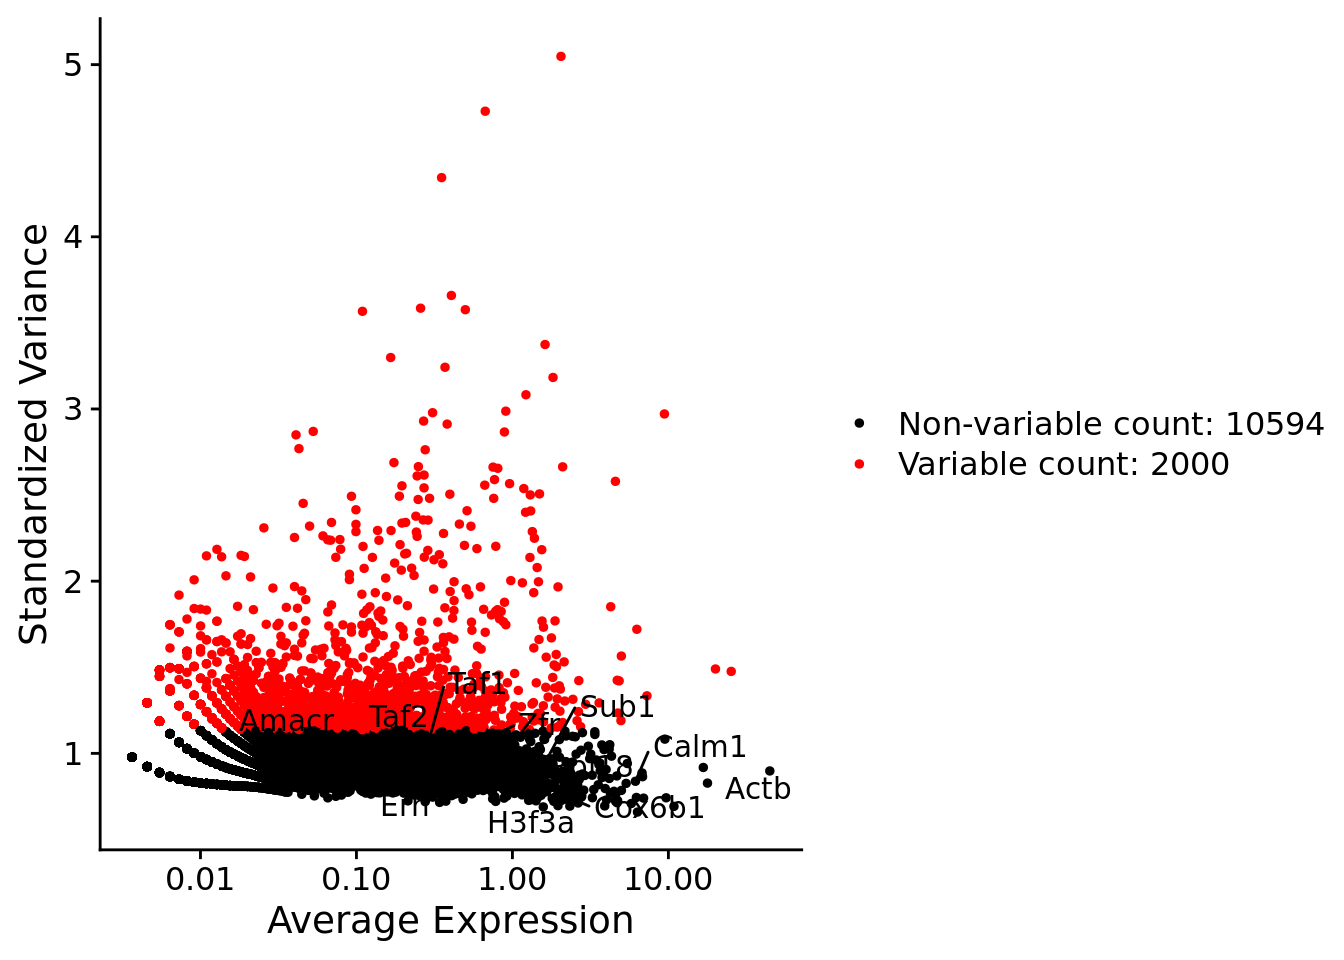 5
4
3
2
1
Standardized Variance
Taf1
Sub1
Amacr
Taf2
Zfr
Calm1
Actb
Cox6b1
H3f3a
0.01
0.10
1.00
10.00
Average Expression
Non-variable count: 10594
Variable count: 2000